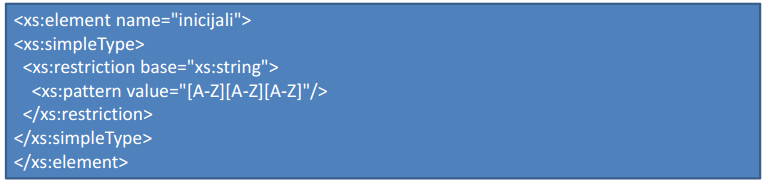 <xs:element name="inicijali">
<xs:simpleType>
<xs:restriction base="xs:string">
<xs:pattern value="[A-Z][A-Z][A-Z]"/>
</xs:restriction>
</xs:simpleType>
</xs:element>